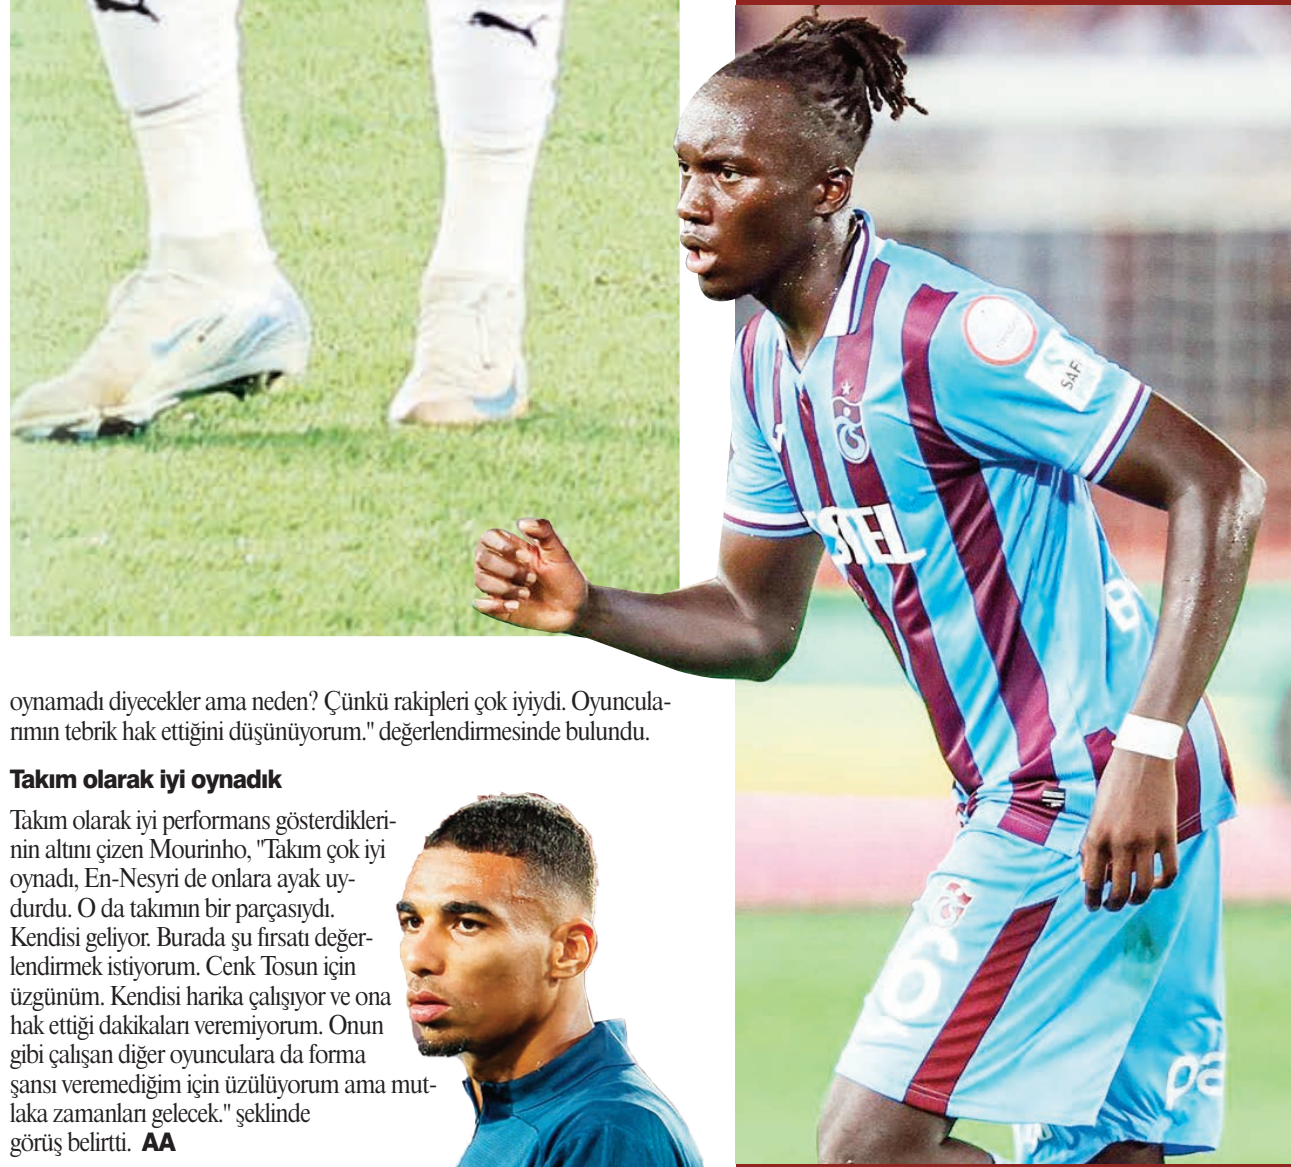 SAFİ
STEL
B
6
pa
oynamadı diyecekler ama neden? Çünkü rakipleri çok iyiydi. Oyuncula-
rımın tebrik hak ettiğini düşünüyorum." değerlendirmesinde bulundu.
Takım olarak iyi oynadık
Takım olarak iyi performans gösterdikleri-
nin altını çizen Mourinho, "Takım çok iyi
oynadı, En-Nesyri de onlara ayak uy-
durdu. O da takımın bir parçasıydı.
Kendisi geliyor. Burada şu fırsatı değer-
lendirmek istiyorum. Cenk Tosun için
üzgünüm. Kendisi harika çalışıyor ve ona
hak ettiği dakikaları veremiyorum. Onun
gibi çalışan diğer oyunculara da forma
şansı veremediğim için üzülüyorum ama mut-
laka zamanları gelecek." şeklinde
görüş belirtti. AA